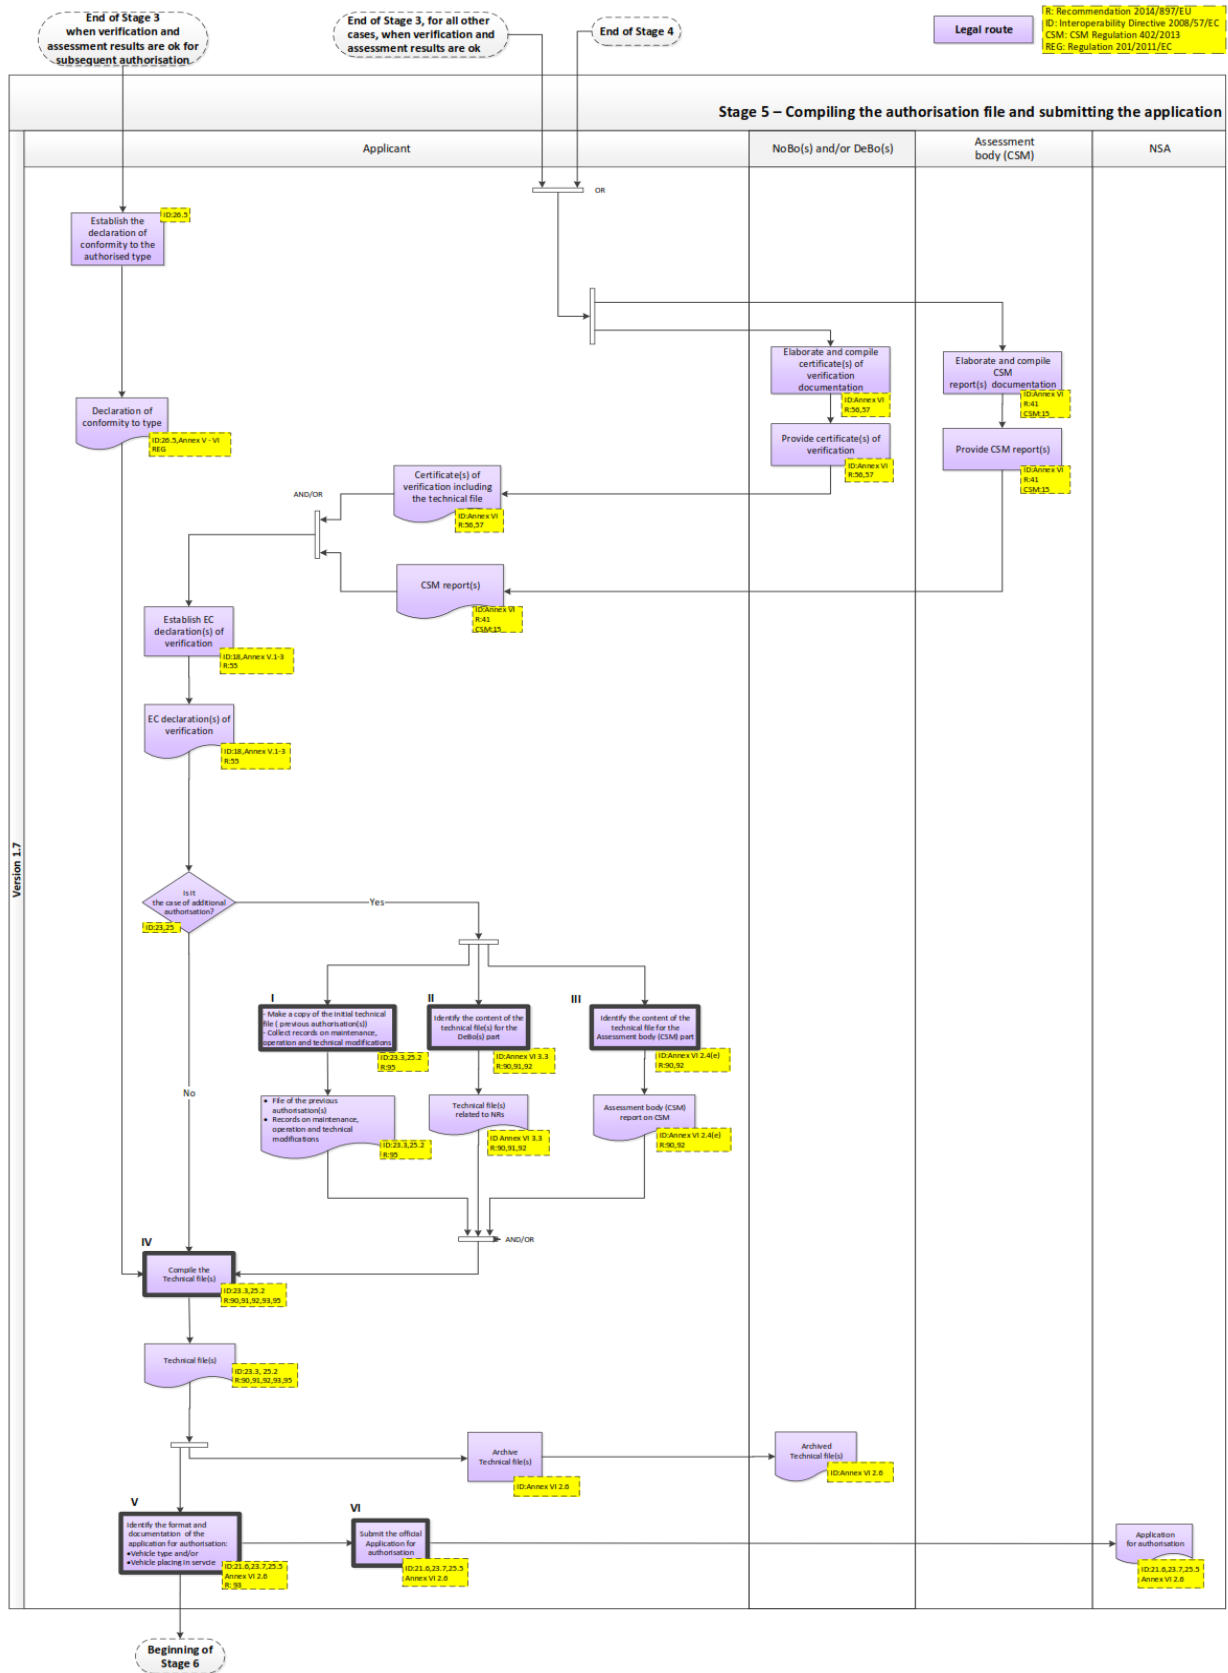 End of Stage 3
when verification and
assessment results are ok for
subsequent authorisation
End of Stage 3, for all other
cases, when verification and
assessment results are ok
End of Stage 4
Legal route
R: Recommendation 2014/897/EU
ID: Interoperability Directive 2008/57/EC
CSM: CSM Regulation 402/2013
REG: Regulation 201/2011/EC
Stage 5 – Compiling the authorisation file and submitting the application
Applicant
NoBo(s) and/or DeBo(s)
Assessment
body (CSM)
NSA
Version 1.7
OR
Establish the
declaration of
conformity to the
authorised type
ID:26.5
Elaborate and compile
certificate(s) of
verification
documentation
ID:Annex VI
R:56,57
Elaborate and compile
CSM
report(s) documentation
ID:Annex VI
R:41
CSM:15
Declaration of
conformity to type
ID:26.5,Annex V - VI
REG
Provide certificate(s) of
verification
ID:Annex VI
R:56,57
Provide CSM report(s)
ID:Annex VI
R:41
CSM:15
AND/OR
Certificate(s) of
verification including
the technical file
ID:Annex VI
R:56,57
CSM report(s)
ID:Annex VI
R:41
CSM:15
Establish EC
declaration(s) of
verification
ID:18,Annex V.1-3
R:55
EC declaration(s) of
verification
ID:18,Annex V.1-3
R:55
Is it
the case of additional
authorisation?
ID:23,25
Yes
No
I
- Make a copy of the initial technical
file ( previous authorisation(s))
- Collect records on maintenance,
operation and technical modifications
ID:23.3,25.2
R:95
II
Identify the content of the
technical file(s) for the
DeBo(s) part
ID:Annex VI 3.3
R:90,91,92
III
Identify the content of the
technical file for the
Assessment body (CSM) part
ID:Annex VI 2.4(e)
R:90,92
• File of the previous
authorisation(s)
• Records on maintenance,
operation and technical
modifications
ID:23.3,25.2
R:95
Technical file(s)
related to NRs
ID Annex VI 3.3
R:90,91,92
Assessment body (CSM)
report on CSM
ID:Annex VI 2.4(e)
R:90,92
AND/OR
IV
Compile the
Technical file(s)
ID:23.3,25.2
R:90,91,92,93,95
Technical file(s)
ID:23.3, 25.2
R:90,91,92,93,95
Archive
Technical file(s)
ID:Annex VI 2.6
Archived
Technical file(s)
ID:Annex VI 2.6
V
Identify the format and
documentation of the
application for authorisation:
•Vehicle type and/or
•Vehicle placing in servcie
ID:21.6,23.7,25.5
Annex VI 2.6
R: 93
VI
Submit the official
Application for
authorisation
ID:21.6,23.7,25.5
Annex VI 2.6
Application
for authorisation
ID:21.6,23.7,25.5
Annex VI 2.6
Beginning of
Stage 6